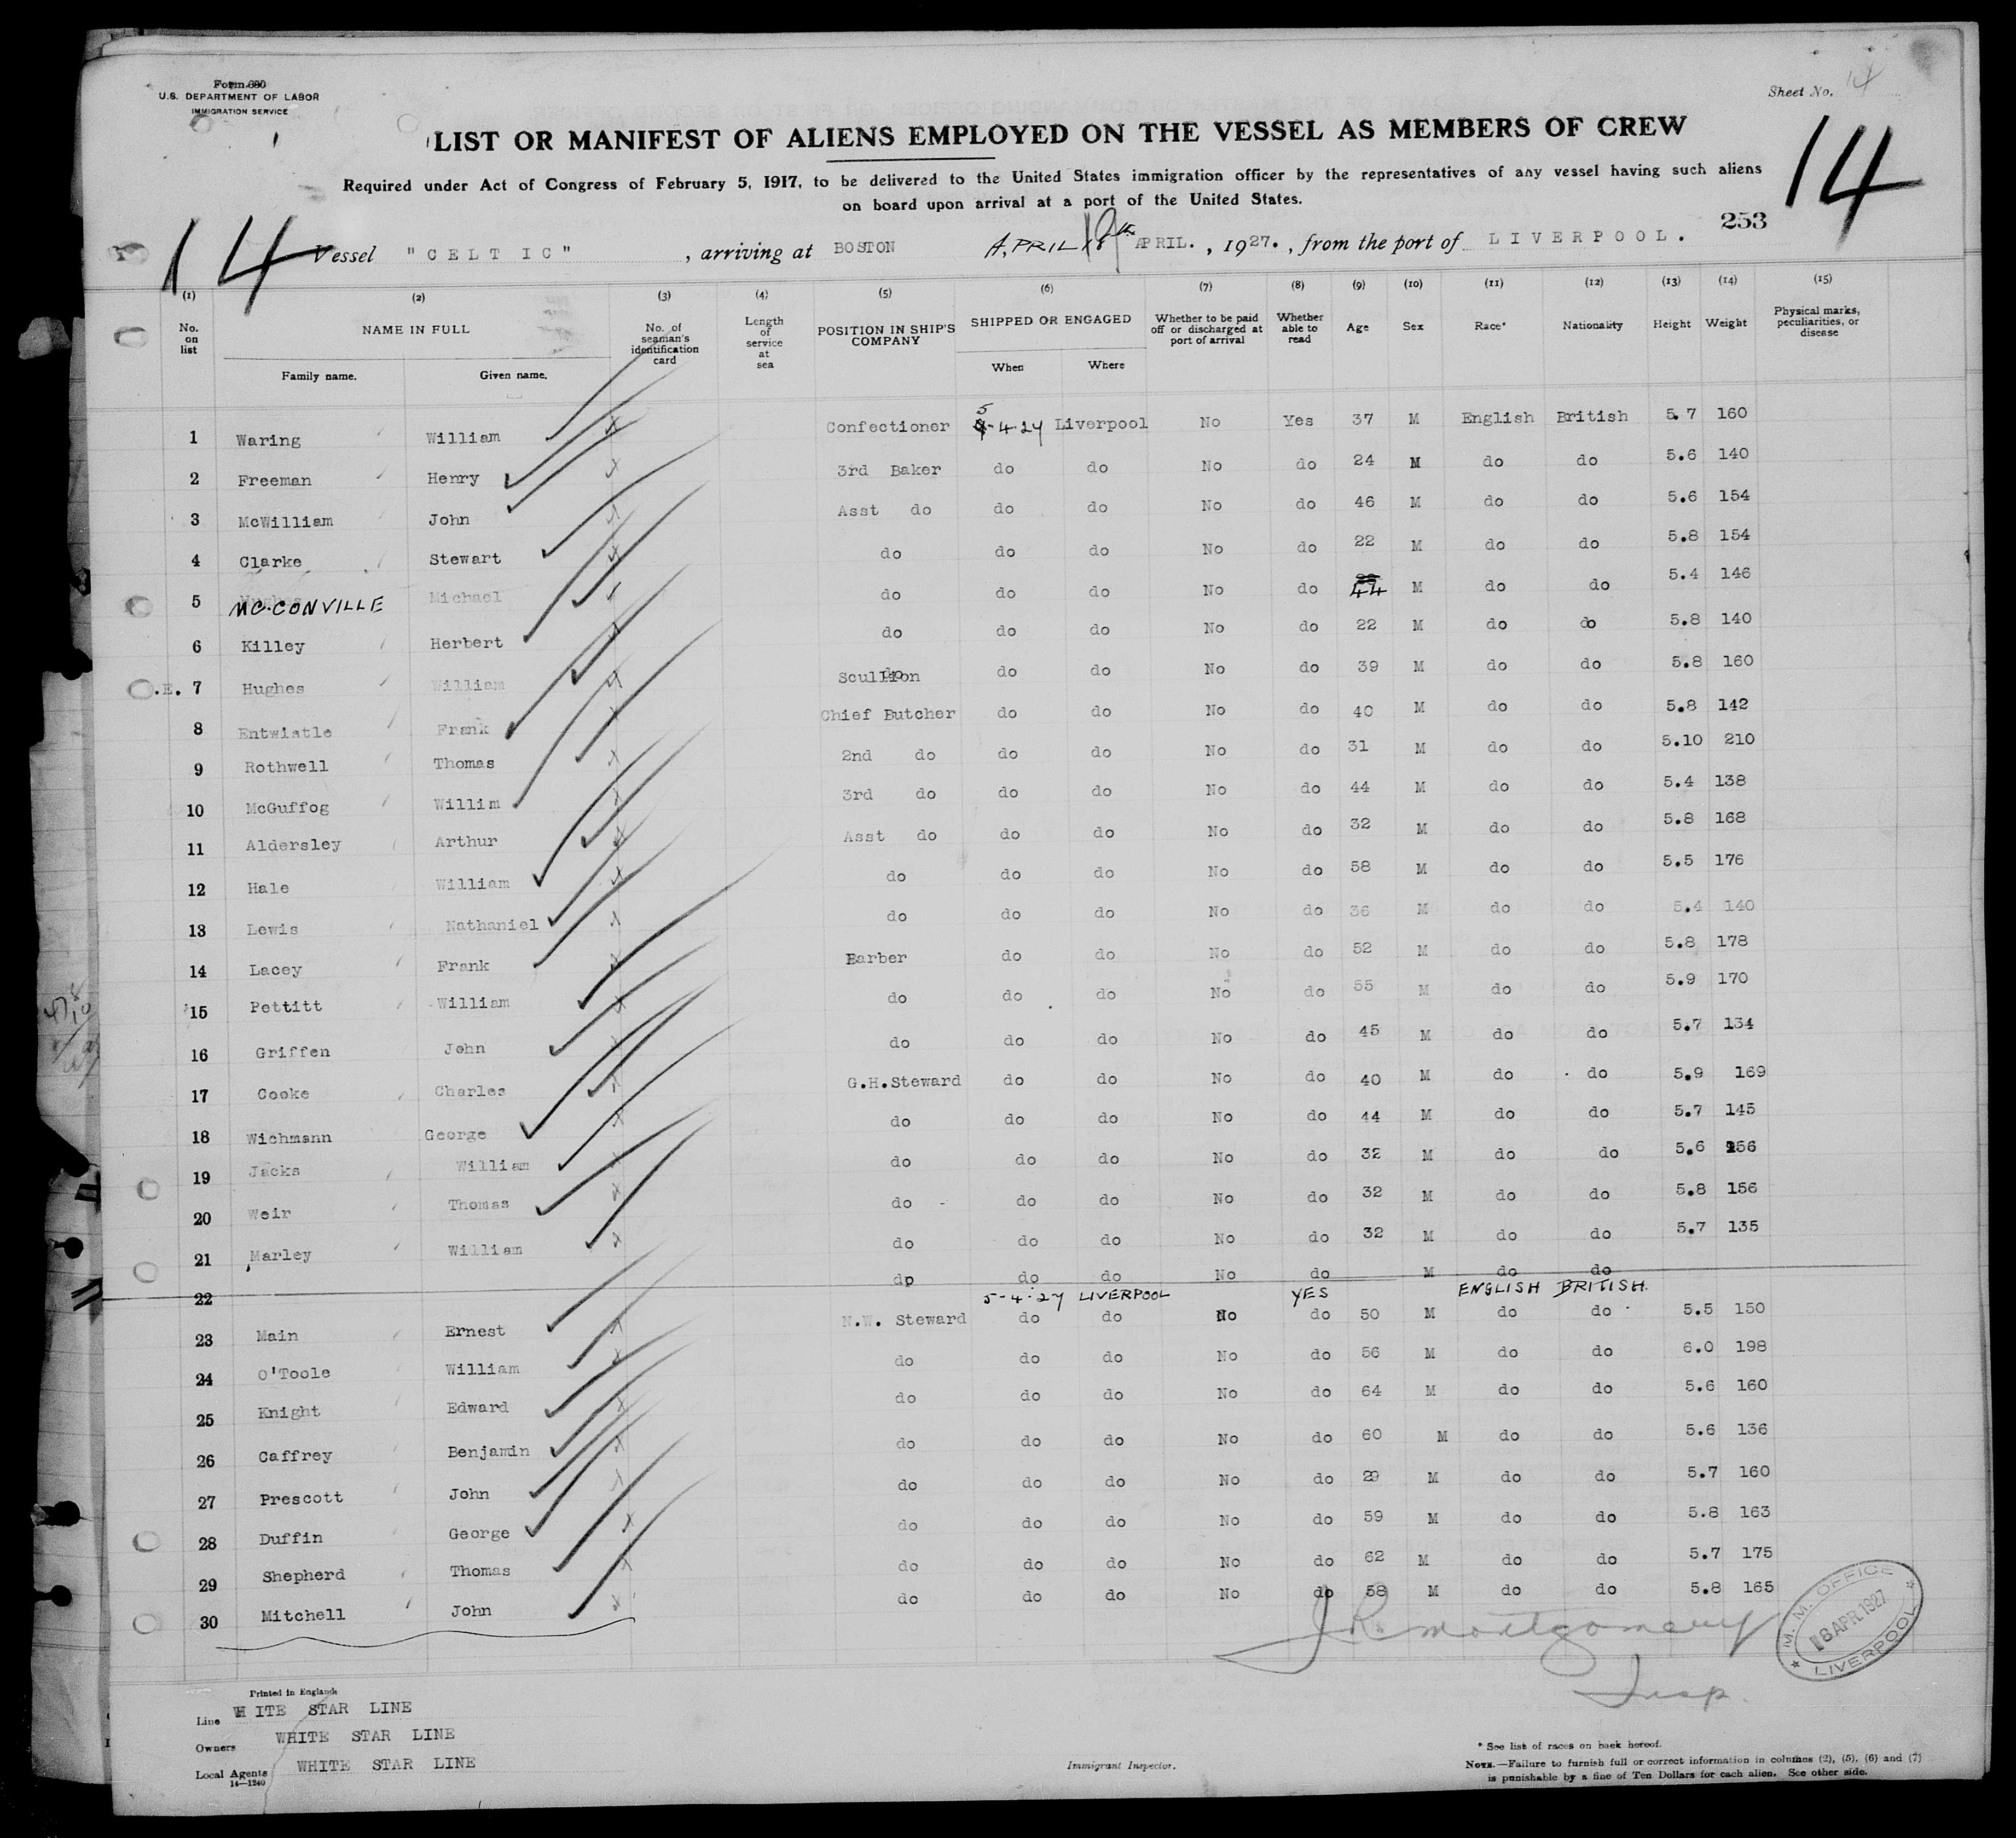 Form 680
U.S. DEPARTMENT OF LABOR
IMMIGRATION SERVICE
Sheet No. 14
LIST OR MANIFEST OF ALIENS EMPLOYED ON THE VESSEL AS MEMBERS OF CREW
14
Required under Act of Congress of February 5, 1917, to be delivered to the United States immigration officer by the representatives of any vessel having such aliens
on board upon arrival at a port of the United States.
253
14 Vessel "CELTIC", arriving at BOSTON APRIL 19th APRIL., 1927., from the port of LIVERPOOL.
(1) (2) (3) (4) (5) (6) (7) (8) (9) (10) (11) (12) (13) (14) (15)
No. on list NAME IN FULL Family name. Given name. No. of seaman's identification card Length of service at sea POSITION IN SHIP'S COMPANY SHIPPED OR ENGAGED When Where Whether to be paid off or discharged at port of arrival Whether able to read Age Sex Race* Nationality Height Weight Physical marks, peculiarities, or disease
1 Waring William Confectioner 5-4-27 Liverpool No Yes 37 M English British 5.7 160
2 Freeman Henry 3rd Baker do do No do 24 M do do 5.6 140
3 McWilliam John Asst do do do No do 46 M do do 5.6 154
4 Clarke Stewart do do do No do 22 M do do 5.8 154
5 MC.CONVILLE Michael do do do No do 44 M do do 5.4 146
6 Killey Herbert do do do No do 22 M do do 5.8 140
.E. 7 Hughes William Scullion do do No do 39 M do do 5.8 160
8 Entwistle Frank Chief Butcher do do No do 40 M do do 5.8 142
9 Rothwell Thomas 2nd do do do No do 31 M do do 5.10 210
10 McGuffog Willim 3rd do do do No do 44 M do do 5.4 138
11 Aldersley Arthur Asst do do do No do 32 M do do 5.8 168
12 Hale William do do do No do 58 M do do 5.5 176
13 Lewis Nathaniel do do do No do 36 M do do 5.4 140
14 Lacey Frank Barber do do No do 52 M do do 5.8 178
15 Pettitt William do do do No do 55 M do do 5.9 170
16 Griffen John do do do No do 45 M do do 5.7 134
17 Cooke Charles G.H.Steward do do No do 40 M do do 5.9 169
18 Wichmann George do do do No do 44 M do do 5.7 145
19 Jacks William do do do No do 32 M do do 5.6 156
20 Weir Thomas do do do No do 32 M do do 5.8 156
21 Marley William do do do No do 32 M do do 5.7 135
22 do do do No do M do do
5-4-27 LIVERPOOL YES ENGLISH BRITISH.
23 Main Ernest N.W. Steward do do No do 50 M do do 5.5 150
24 O'Toole William do do do No do 56 M do do 6.0 198
25 Knight Edward do do do No do 64 M do do 5.6 160
26 Caffrey Benjamin do do do No do 60 M do do 5.6 136
27 Prescott John do do do No do 29 M do do 5.7 160
28 Duffin George do do do No do 59 M do do 5.8 163
29 Shepherd Thomas do do do No do 62 M do do 5.7 175
30 Mitchell John do do do No do 58 M do do 5.8 165
J R Montgomery
Insp.
M. M. OFFICE
APR 1927
LIVERPOOL
Printed in England
Line WHITE STAR LINE
Owners WHITE STAR LINE
Local Agents WHITE STAR LINE
14—1240
Immigrant Inspector.
* See list of races on back hereof.
NOTE.—Failure to furnish full or correct information in columns (2), (5), (6) and (7)
is punishable by a fine of Ten Dollars for each alien. See other side.